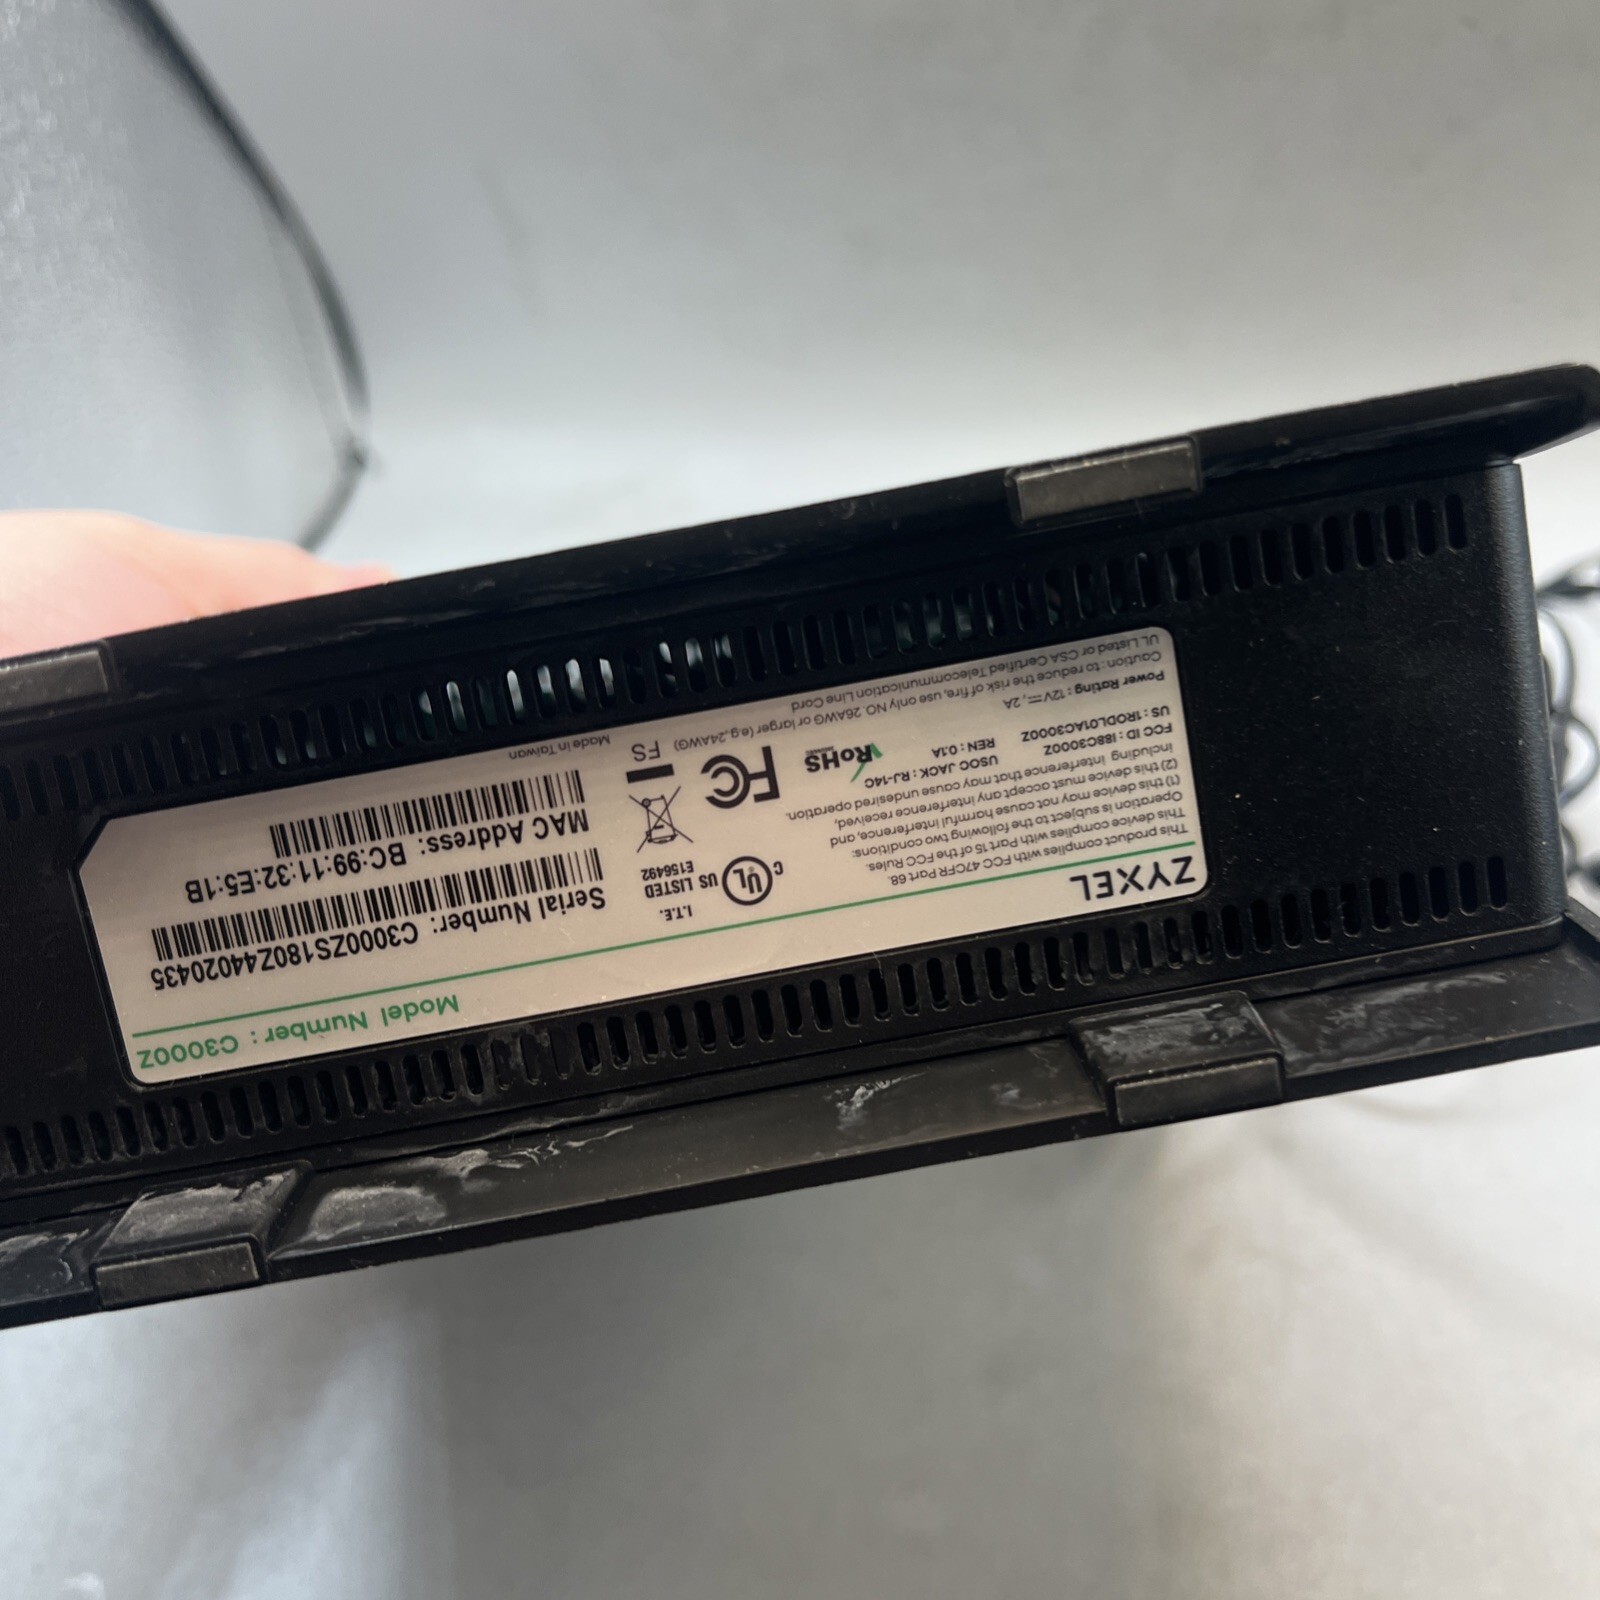 ZYXEL
Model Number : C3000Z
This product complies with FCC 47CFR Part 68.
This device complies with Part 15 of the FCC Rules.
Operation is subject to the following two conditions:
(1) this device may not cause harmful interference, and
(2) this device must accept any interference received,
including interference that may cause undesired operation.
FCC ID : I88C3000Z
USOC JACK : RJ-14C
US : 1RODL01AC3000Z
REN : 0.1A
Power Rating : 12V⎓, 2A
Caution : to reduce the risk of fire, use only NO. 26AWG or larger (e.g,24AWG)
UL Listed or CSA Certified Telecommunication Line Cord
RoHS
FC
FS
I.T.E.
C UL US LISTED
E156492
Serial Number: C3000ZS180Z44020435
MAC Address: BC:99:11:32:E5:1B
Made in Taiwan